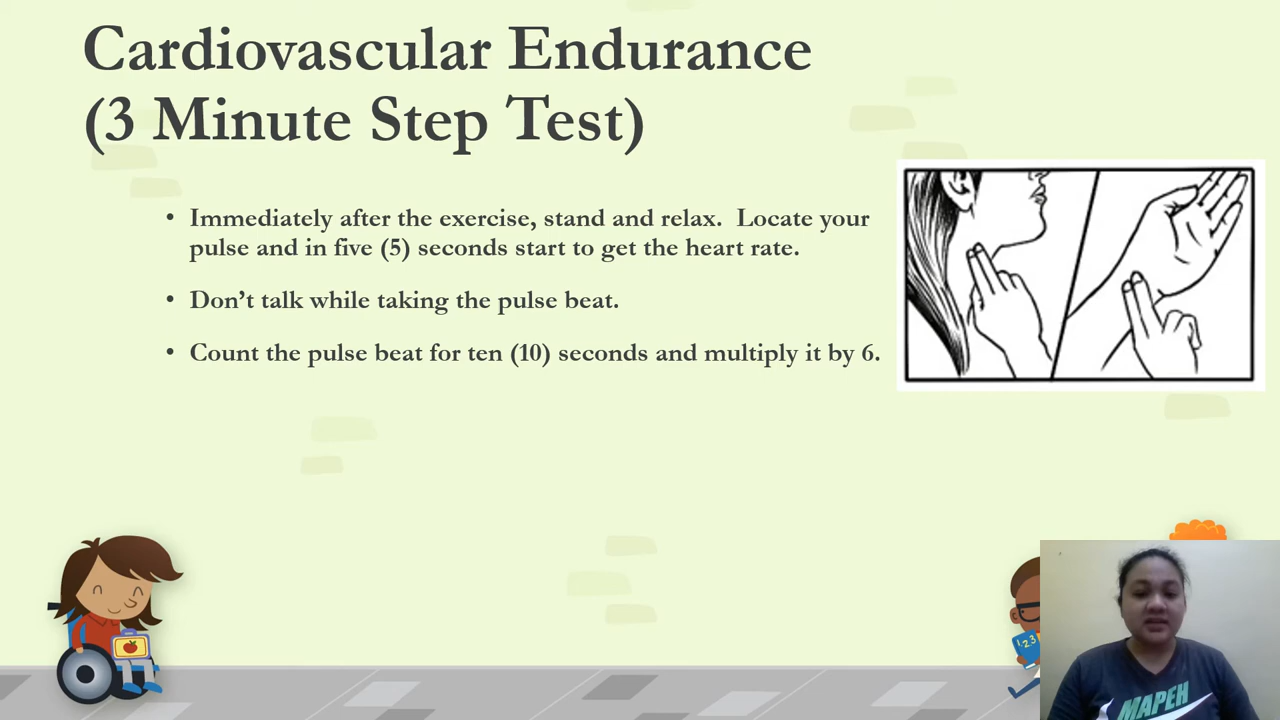 Cardiovascular Endurance
(3 Minute Step Test)
• Immediately after the exercise, stand and relax.  Locate your
pulse and in five (5) seconds start to get the heart rate.
• Don’t talk while taking the pulse beat.
• Count the pulse beat for ten (10) seconds and multiply it by 6.
123
MAPEH